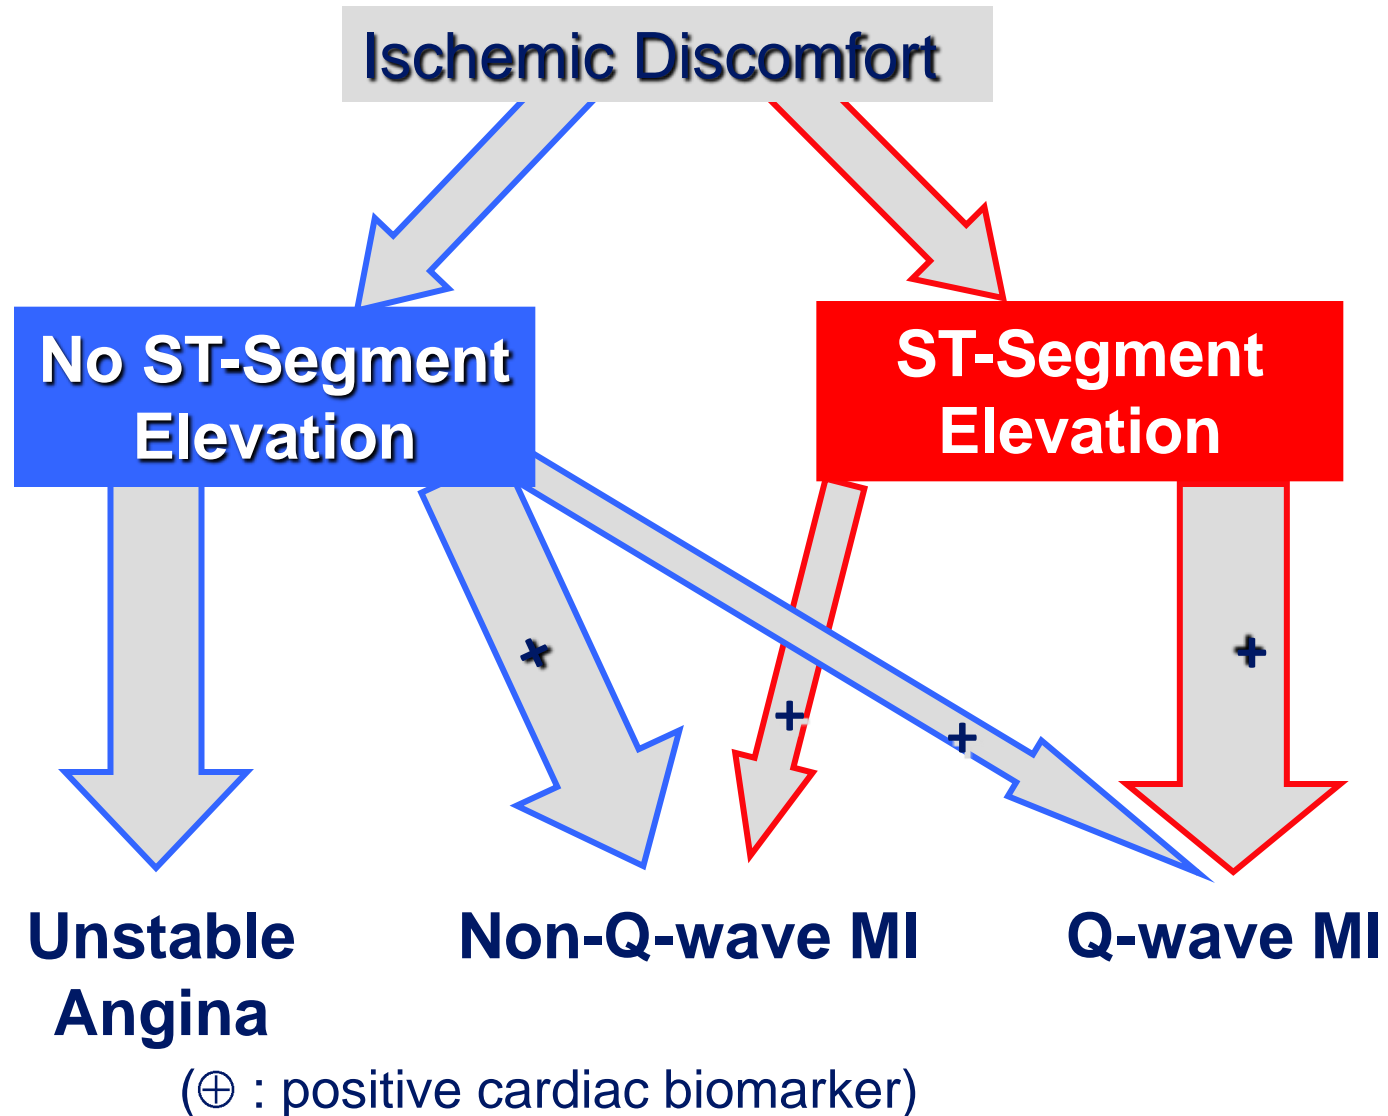 Ischemic Discomfort
No ST-Segment
Elevation
ST-Segment
Elevation
+
+
+
+
Unstable
Angina
Non-Q-wave MI
Q-wave MI
(⊕ : positive cardiac biomarker)